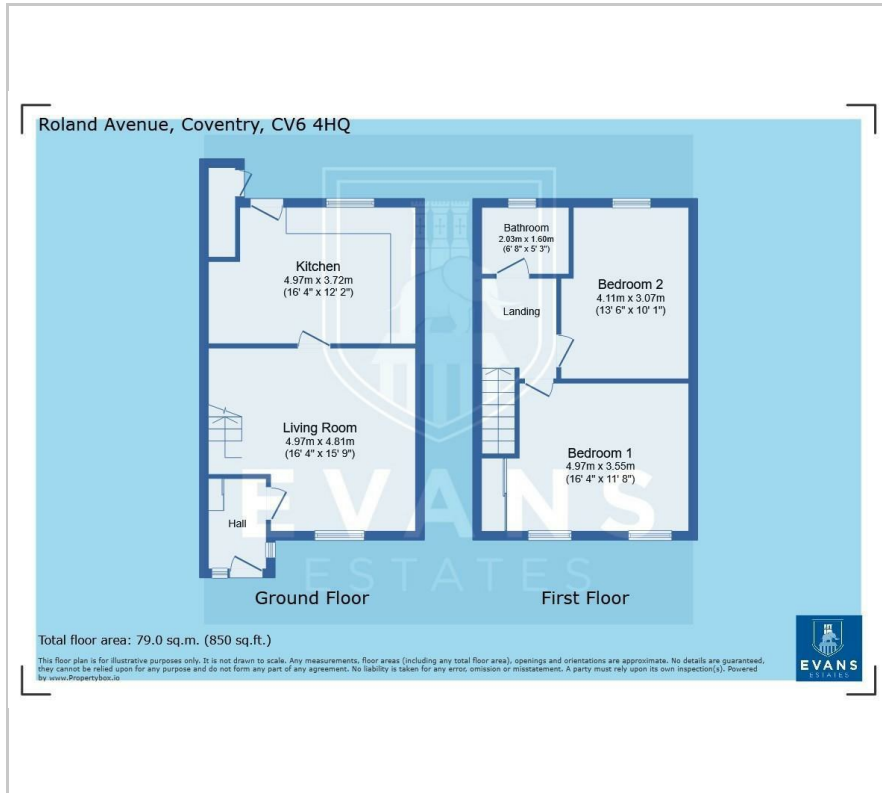 Roland Avenue, Coventry, CV6 4HQ
Kitchen
4.97m x 3.72m
(16' 4" x 12' 2")
Living Room
4.97m x 4.81m
(16' 4" x 15' 9")
Hall
Ground Floor
Bathroom
2.03m x 1.60m
(6' 8" x 5' 3")
Bedroom 2
4.11m x 3.07m
(13' 6" x 10' 1")
Landing
Bedroom 1
4.97m x 3.55m
(16' 4" x 11' 8")
First Floor
EVANS
ESTATES
Total floor area: 79.0 sq.m. (850 sq.ft.)
This floor plan is for illustrative purposes only. It is not drawn to scale. Any measurements, floor areas (including any total floor area), openings and orientations are approximate. No details are guaranteed,
they cannot be relied upon for any purpose and do not form any part of any agreement. No liability is taken for any error, omission or misstatement. A party must rely upon its own inspection(s). Powered
by www.Propertybox.io
EVANS
ESTATES